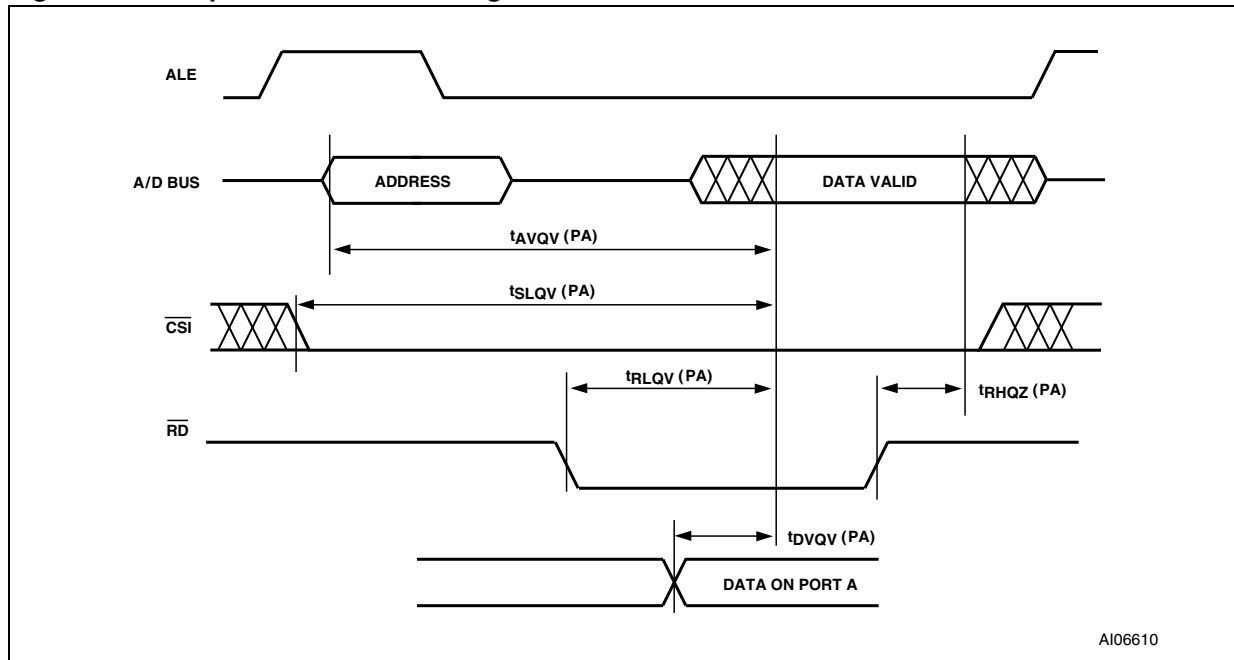 ALE
A/D BUS
ADDRESS
DATA VALID
tAVQV (PA)
tSLQV (PA)
CSI
tRLQV (PA)
tRHQZ (PA)
RD
tDVQV (PA)
DATA ON PORT A
AI06610